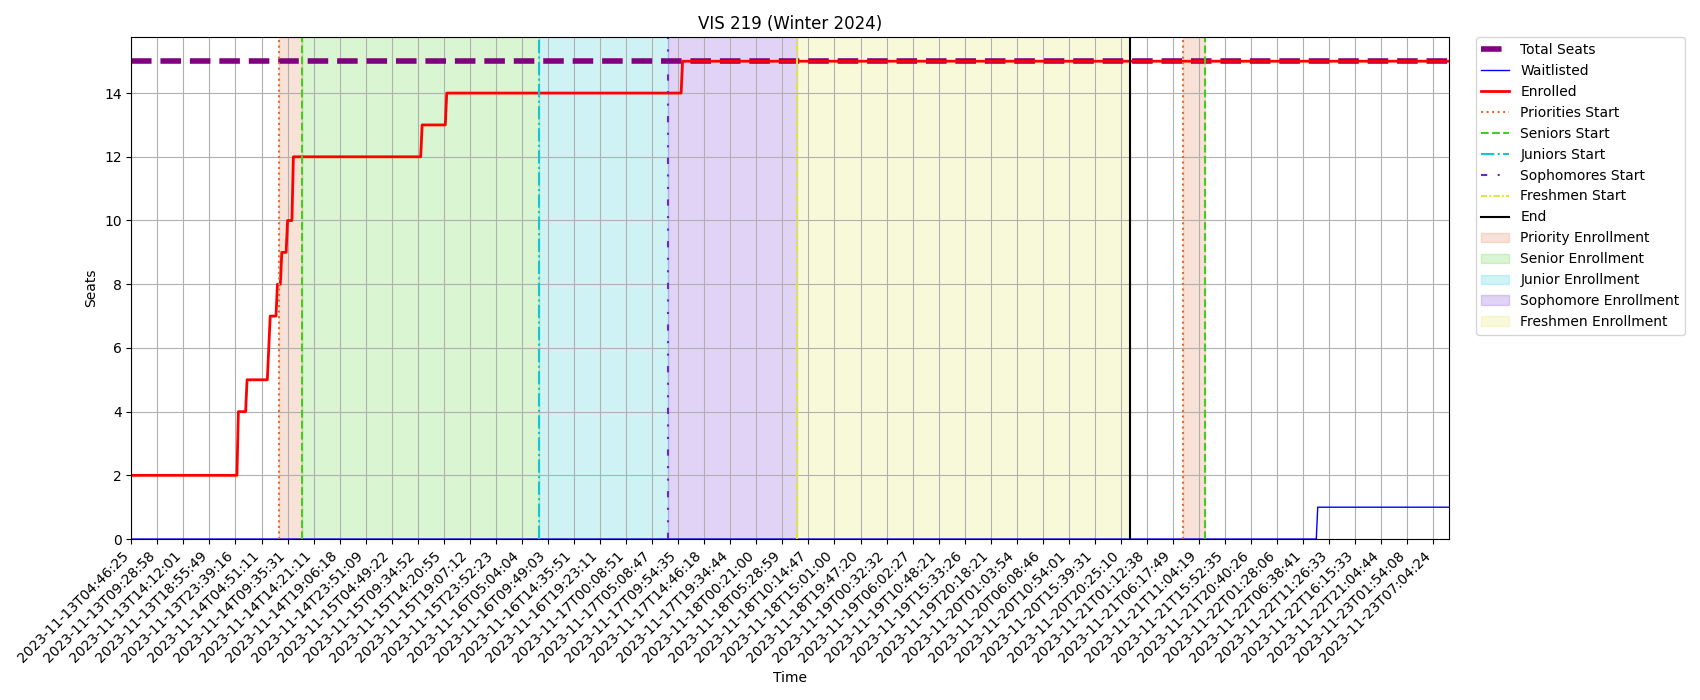 VIS 219 (Winter 2024)
Total Seats
Waitlisted
Enrolled
Priorities Start
Seniors Start
Juniors Start
Sophomores Start
Freshmen Start
End
Priority Enrollment
Senior Enrollment
Junior Enrollment
Sophomore Enrollment
Freshmen Enrollment
Seats
14
12
10
8
6
4
2
0
2023-11-13T04:46:25
2023-11-13T09:28:58
2023-11-13T14:12:01
2023-11-13T18:55:49
2023-11-13T23:39:16
2023-11-14T04:51:11
2023-11-14T09:35:31
2023-11-14T14:21:11
2023-11-14T19:06:18
2023-11-14T23:51:09
2023-11-15T04:49:22
2023-11-15T09:34:52
2023-11-15T14:20:55
2023-11-15T19:07:12
2023-11-15T23:52:23
2023-11-16T05:04:04
2023-11-16T09:49:03
2023-11-16T14:35:51
2023-11-16T19:23:11
2023-11-17T00:08:51
2023-11-17T05:08:47
2023-11-17T09:54:35
2023-11-17T14:46:18
2023-11-17T19:34:44
2023-11-18T00:21:00
2023-11-18T05:28:59
2023-11-18T10:14:47
2023-11-18T15:01:00
2023-11-18T19:47:20
2023-11-19T00:32:32
2023-11-19T06:02:27
2023-11-19T10:48:21
2023-11-19T15:33:26
2023-11-19T20:18:21
2023-11-20T01:03:54
2023-11-20T06:08:46
2023-11-20T10:54:01
2023-11-20T15:39:31
2023-11-20T20:25:10
2023-11-21T01:12:38
2023-11-21T06:17:49
2023-11-21T11:04:19
2023-11-21T15:52:35
2023-11-21T20:40:26
2023-11-22T01:28:06
2023-11-22T06:38:41
2023-11-22T11:26:33
2023-11-22T16:15:33
2023-11-22T21:04:44
2023-11-23T01:54:08
2023-11-23T07:04:24
Time